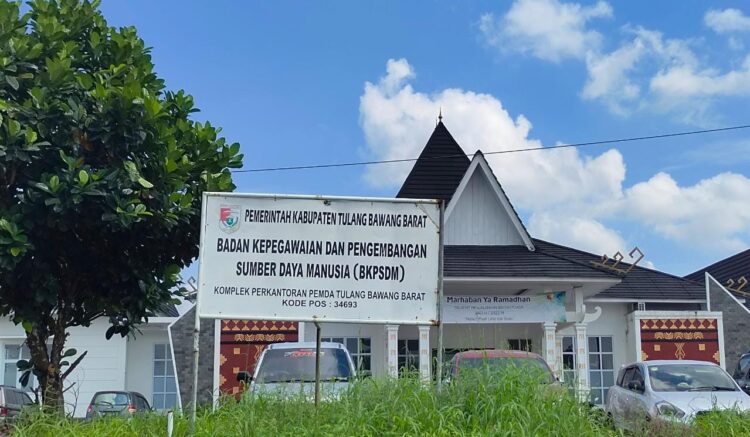 PEMERINTAH KABUPATEN TULANG BAWANG BARAT
BADAN KEPEGAWAIAN DAN PENGEMBANGAN
SUMBER DAYA MANUSIA (BKPSDM)
KOMPLEK PERKANTORAN PEMDA TULANG BAWANG BARAT
KODE POS : 34693
Marhaban Ya Ramadhan